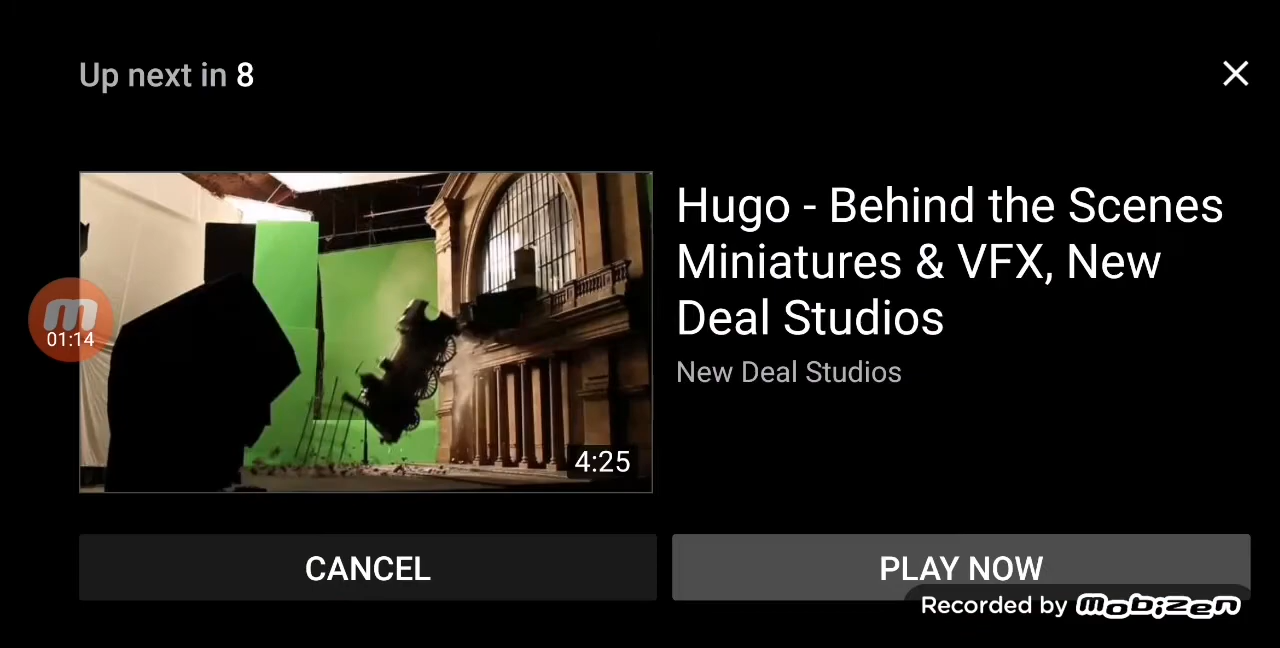 Up next in 8
Hugo - Behind the Scenes
Miniatures & VFX, New
Deal Studios
New Deal Studios
01:14
4:25
CANCEL
PLAY NOW
Recorded by mobizen